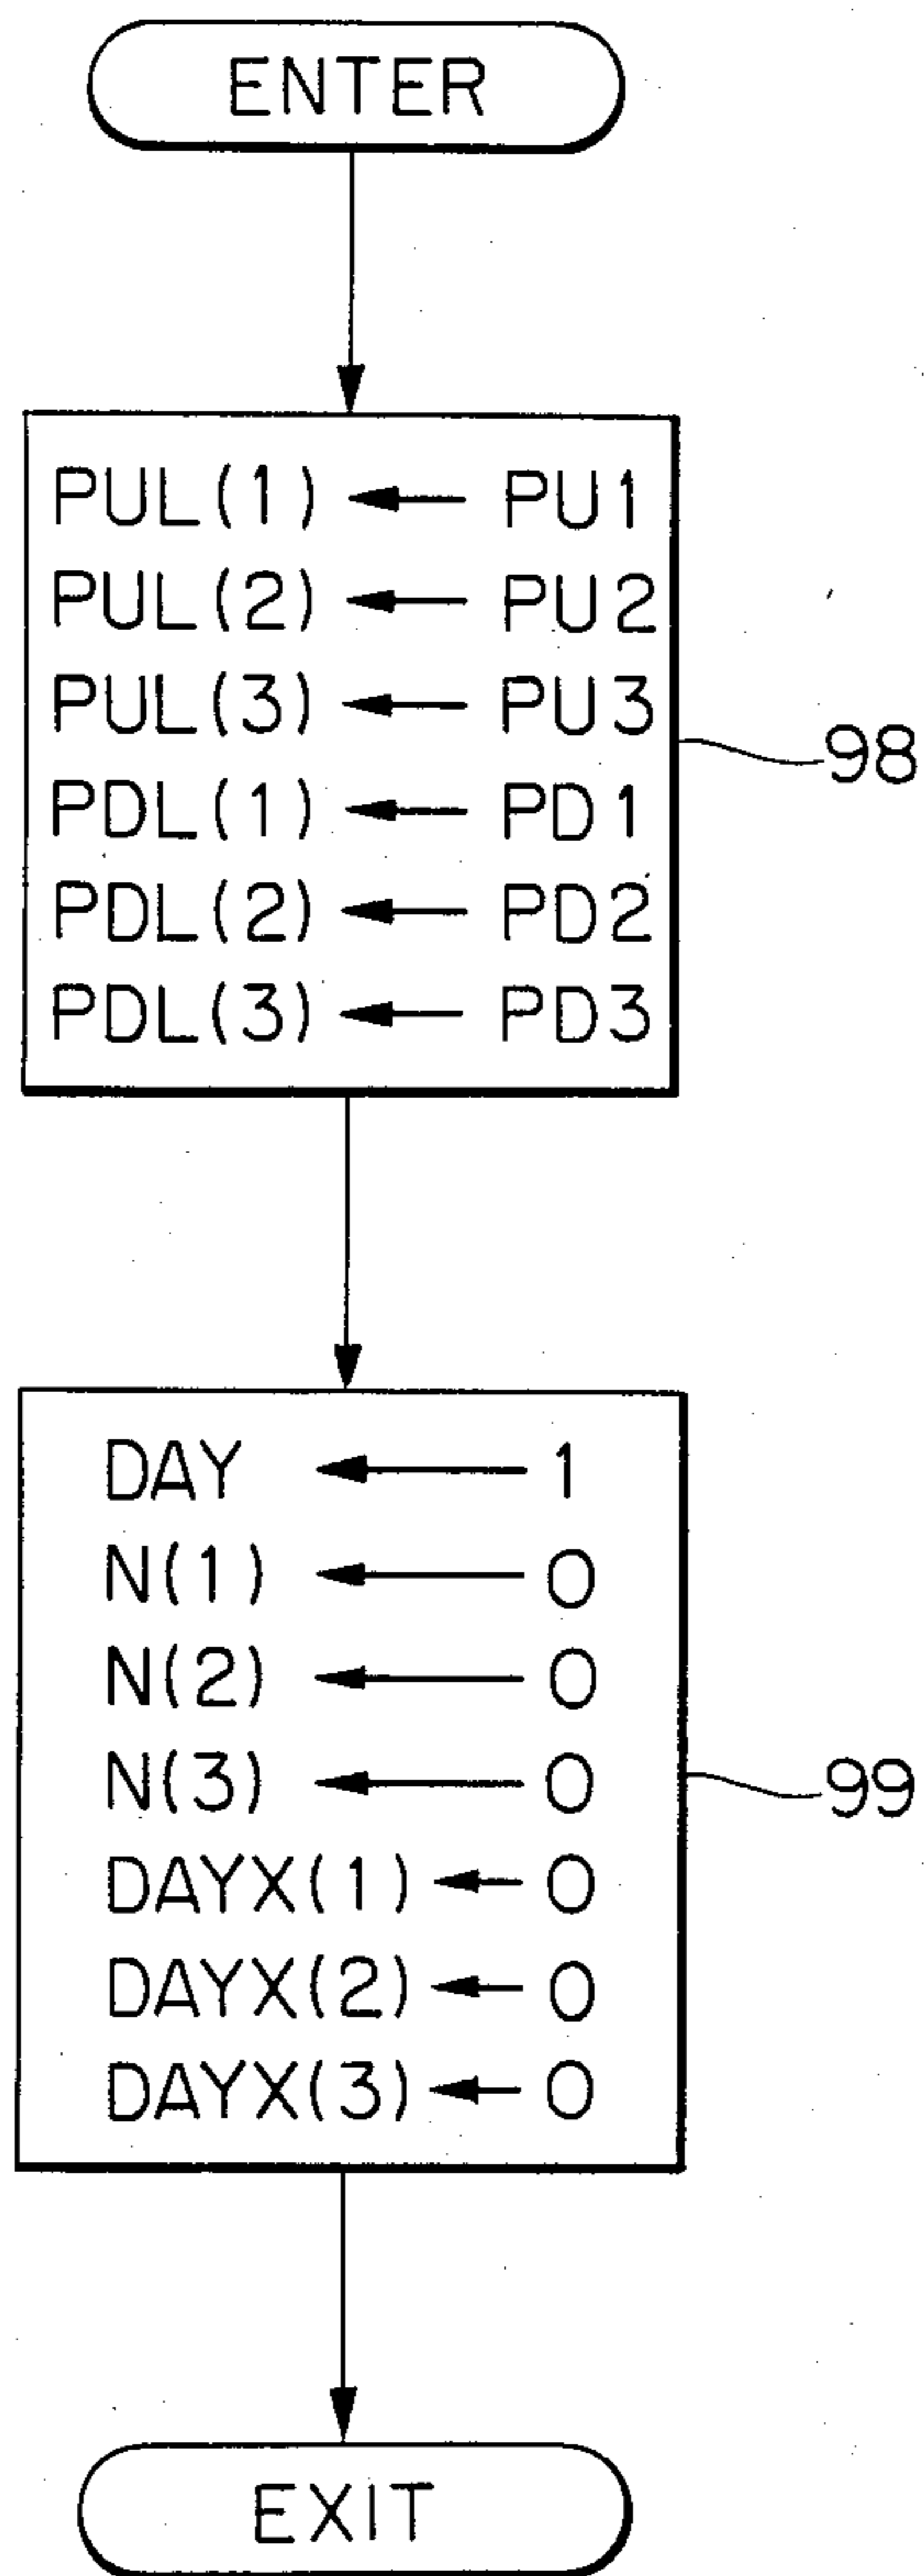 ENTER
PUL(1) ← PU1
PUL(2) ← PU2
PUL(3) ← PU3
PDL(1) ← PD1
PDL(2) ← PD2
PDL(3) ← PD3
98
DAY ← 1
N(1) ← 0
N(2) ← 0
N(3) ← 0
DAYX(1) ← 0
DAYX(2) ← 0
DAYX(3) ← 0
99
EXIT